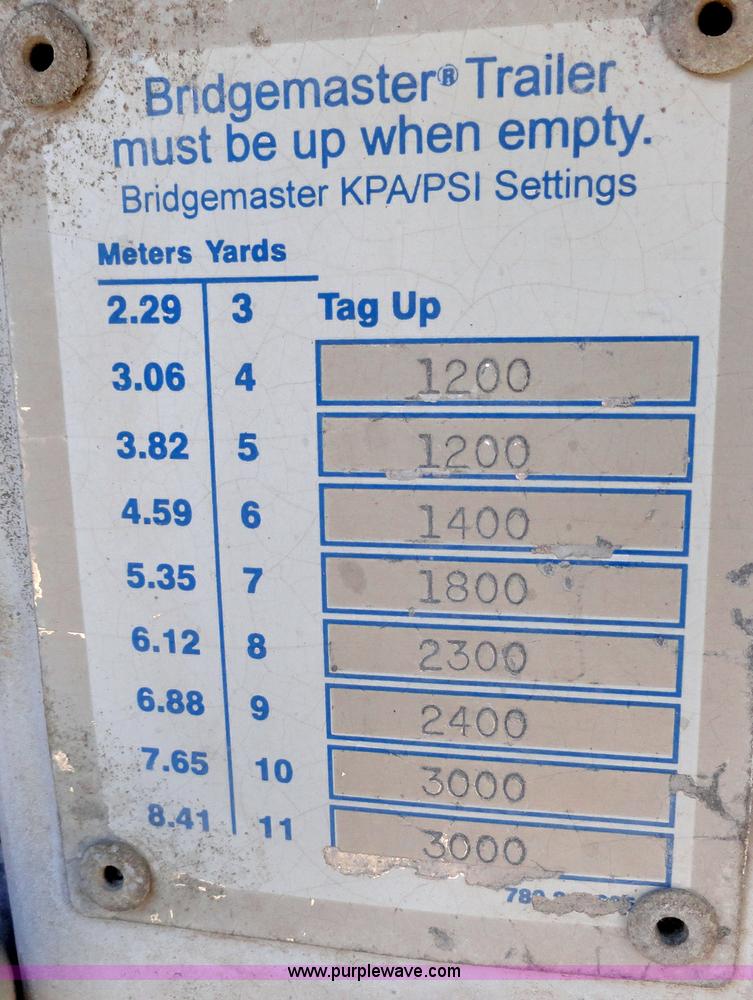 Bridgemaster® Trailer
must be up when empty.
Bridgemaster KPA/PSI Settings
Meters Yards
2.29 3 Tag Up
3.06 4 1200
3.82 5 1200
4.59 6 1400
5.35 7 1800
6.12 8 2300
6.88 9 2400
7.65 10 3000
8.41 11 3000
www.purplewave.com